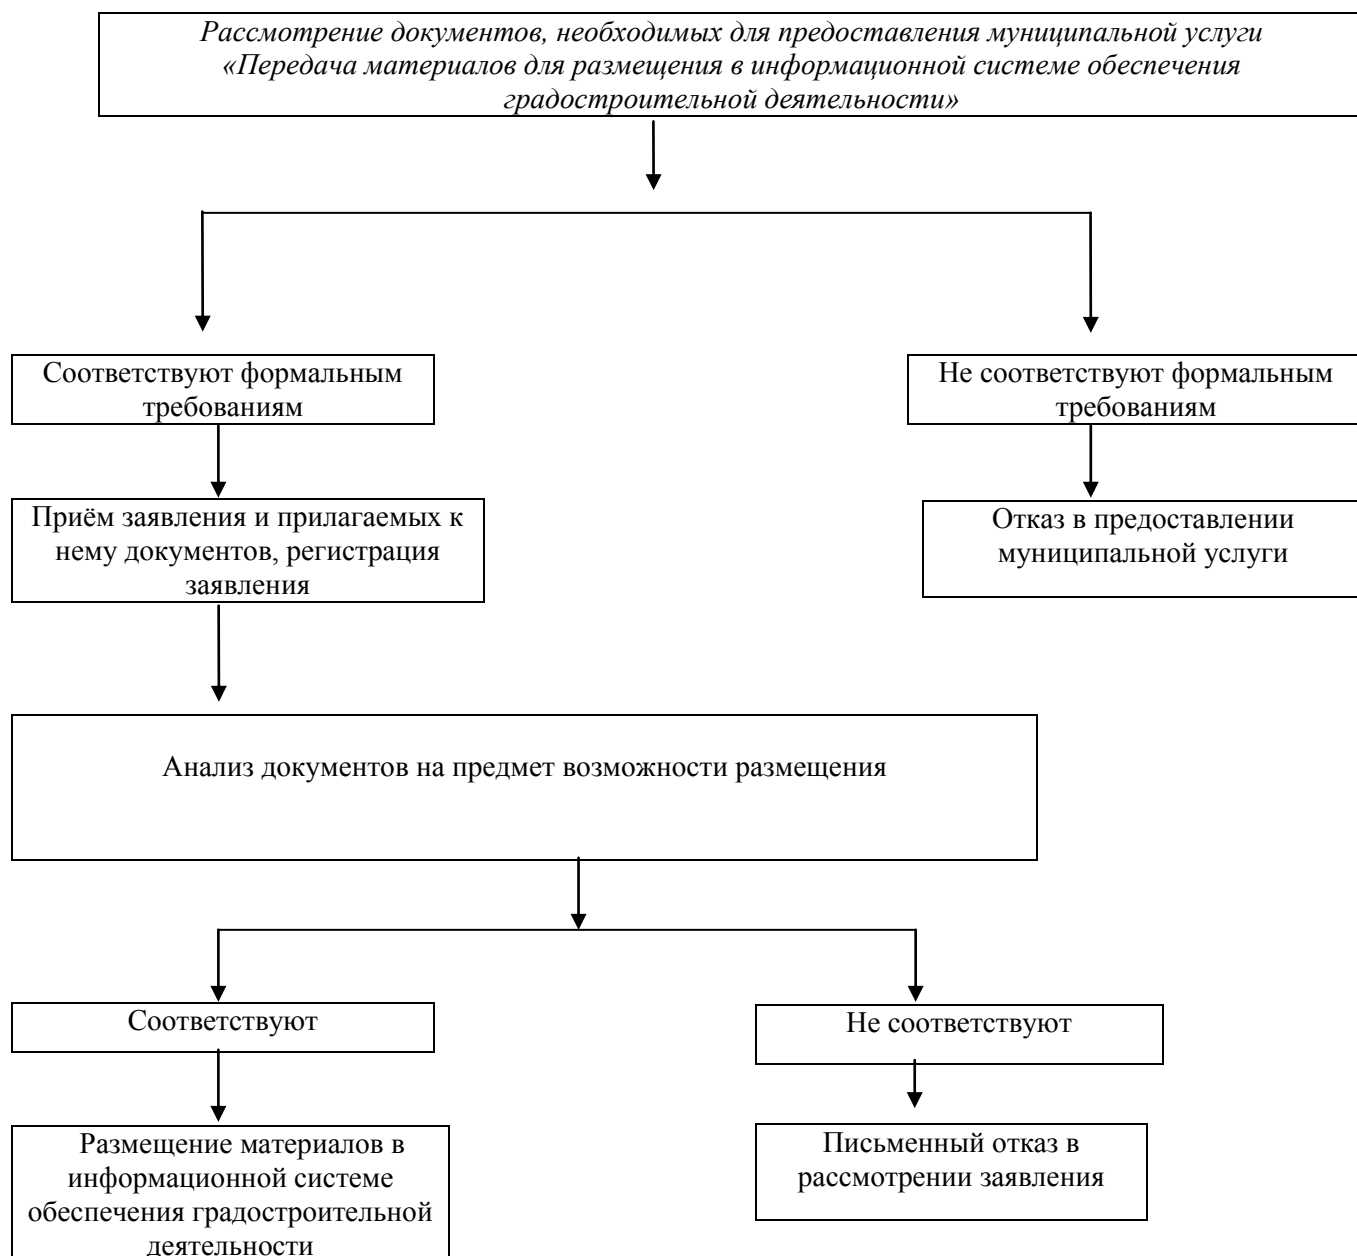 Рассмотрение документов, необходимых для предоставления муниципальной услуги
«Передача материалов для размещения в информационной системе обеспечения
градостроительной деятельности»
Соответствуют формальным
требованиям
Не соответствуют формальным
требованиям
Приём заявления и прилагаемых к
нему документов, регистрация
заявления
Отказ в предоставлении
муниципальной услуги
Анализ документов на предмет возможности размещения
Соответствуют
Не соответствуют
Размещение материалов в
информационной системе
обеспечения градостроительной
деятельности
Письменный отказ в
рассмотрении заявления